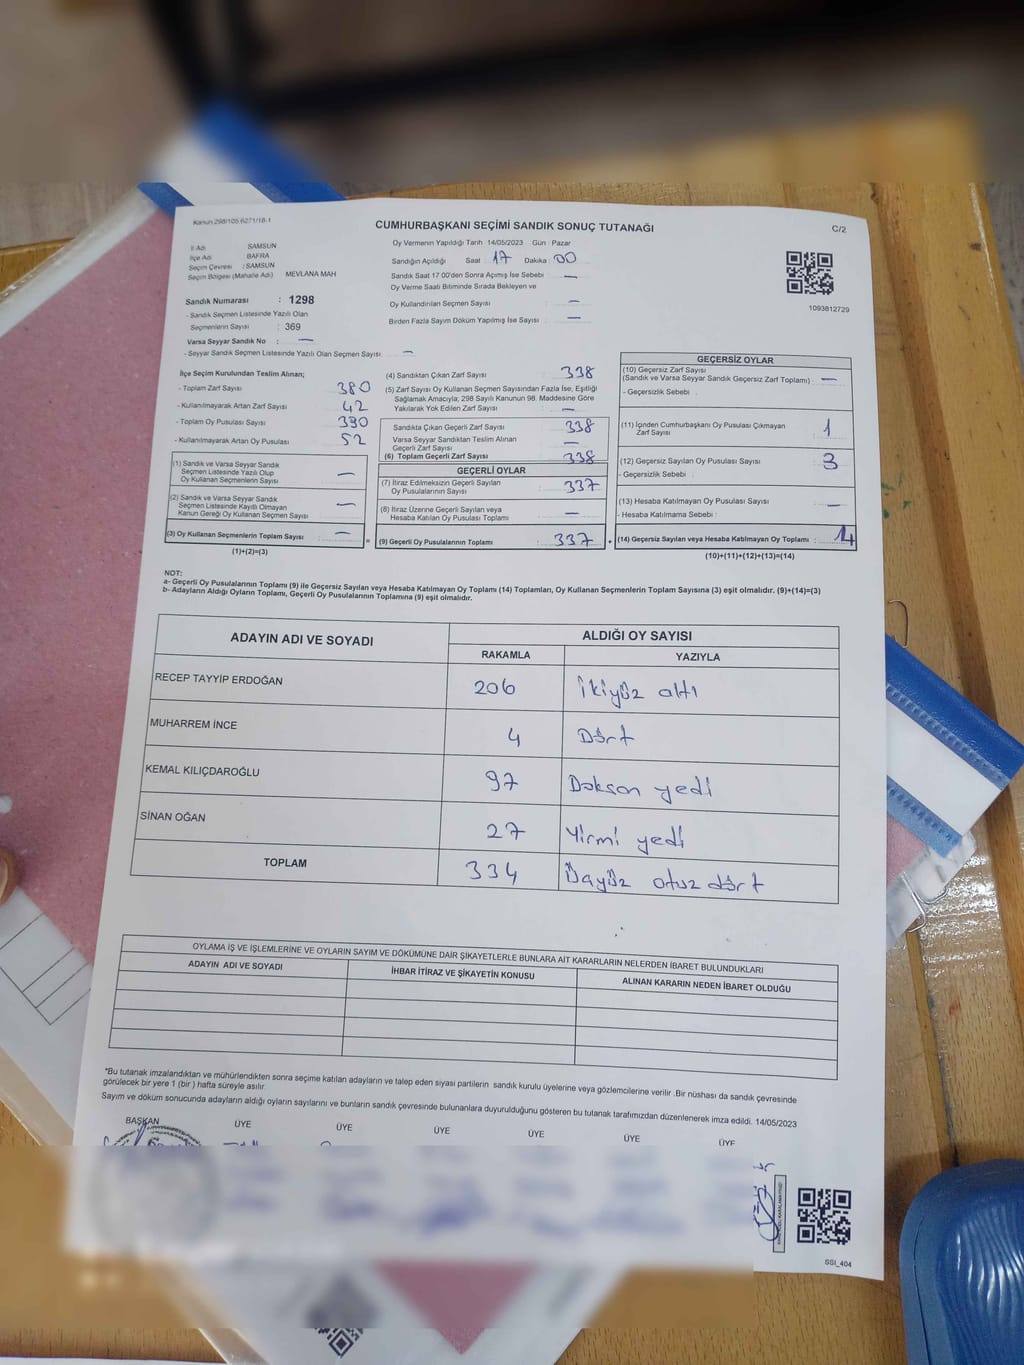 Kanun 298/105 6271/18-1
CUMHURBAŞKANI SEÇİMİ SANDIK SONUÇ TUTANAĞI
C/2
İl Adı SAMSUN
İlçe Adı BAFRA
Seçim Çevresi : SAMSUN
Seçim Bölgesi (Mahalle Adı) MEVLANA MAH
Sandık Numarası : 1298
- Sandık Seçmen Listesinde Yazılı Olan
Seçmenlerin Sayısı : 369
Varsa Seyyar Sandık No : —
- Seyyar Sandık Seçmen Listesinde Yazılı Olan Seçmen Sayısı : —
Oy Vermenin Yapıldığı Tarih 14/05/2023 Gün : Pazar
Sandığın Açıldığı Saat 17 Dakika : 00
Sandık Saat 17:00'den Sonra Açılmış İse Sebebi : —
Oy Verme Saati Bitiminde Sırada Bekleyen ve
Oy Kullandırılan Seçmen Sayısı : —
Birden Fazla Sayım Döküm Yapılmış İse Sayısı : —
1093812729
İlçe Seçim Kurulundan Teslim Alınan;
- Toplam Zarf Sayısı 380
- Kullanılmayarak Artan Zarf Sayısı 42
- Toplam Oy Pusulası Sayısı 390
- Kullanılmayarak Artan Oy Pusulası 52
(1) Sandık ve Varsa Seyyar Sandık
Seçmen Listesinde Yazılı Olup
Oy Kullanan Seçmenlerin Sayısı —
(2) Sandık ve Varsa Seyyar Sandık
Seçmen Listesinde Kayıtlı Olmayan
Kanun Gereği Oy Kullanan Seçmen Sayısı —
(3) Oy Kullanan Seçmenlerin Toplam Sayısı : —
(1)+(2)=(3)
(4) Sandıktan Çıkan Zarf Sayısı : 338
(5) Zarf Sayısı Oy Kullanan Seçmen Sayısından Fazla İse, Eşitliği
Sağlamak Amacıyla; 298 Sayılı Kanunun 98. Maddesine Göre
Yakılarak Yok Edilen Zarf Sayısı : —
Sandıkta Çıkan Geçerli Zarf Sayısı : 338
Varsa Seyyar Sandıktan Teslim Alınan
Geçerli Zarf Sayısı : —
(6) Toplam Geçerli Zarf Sayısı : 338
GEÇERLİ OYLAR
(7) İtiraz Edilmeksizin Geçerli Sayılan
Oy Pusulalarının Sayısı : 337
(8) İtiraz Üzerine Geçerli Sayılan veya
Hesaba Katılan Oy Pusulası Toplamı : —
= (9) Geçerli Oy Pusulalarının Toplamı : 337 +
GEÇERSİZ OYLAR
(10) Geçersiz Zarf Sayısı
(Sandık ve Varsa Seyyar Sandık Geçersiz Zarf Toplamı) : —
- Geçersizlik Sebebi :
(11) İçinden Cumhurbaşkanı Oy Pusulası Çıkmayan
Zarf Sayısı : 1
(12) Geçersiz Sayılan Oy Pusulası Sayısı : 3
- Geçersizlik Sebebi :
(13) Hesaba Katılmayan Oy Pusulası Sayısı : —
- Hesaba Katılmama Sebebi :
(14) Geçersiz Sayılan veya Hesaba Katılmayan Oy Toplamı :
(10)+(11)+(12)+(13)=(14)
NOT:
a- Geçerli Oy Pusulalarının Toplamı (9) ile Geçersiz Sayılan veya Hesaba Katılmayan Oy Toplamı (14) Toplamları, Oy Kullanan Seçmenlerin Toplam Sayısına (3) eşit olmalıdır. (9)+(14)=(3)
b- Adayların Aldığı Oyların Toplamı, Geçerli Oy Pusulalarının Toplamına (9) eşit olmalıdır.
ADAYIN ADI VE SOYADI ALDIĞI OY SAYISI
RAKAMLA YAZIYLA
RECEP TAYYİP ERDOĞAN 206 ikiyüz altı
MUHARREM İNCE 4 Dört
KEMAL KILIÇDAROĞLU 97 Doksan yedi
SİNAN OĞAN 27 Yirmi yedi
TOPLAM 334 Üçyüz otuz dört
OYLAMA İŞ VE İŞLEMLERİNE VE OYLARIN SAYIM VE DÖKÜMÜNE DAİR ŞİKAYETLERLE BUNLARA AİT KARARLARIN NELERDEN İBARET BULUNDUKLARI
ADAYIN ADI VE SOYADI İHBAR İTİRAZ VE ŞİKAYETİN KONUSU ALINAN KARARIN NEDEN İBARET OLDUĞU
*Bu tutanak imzalandıktan ve mühürlendikten sonra seçime katılan adayların ve talep eden siyasi partilerin sandık kurulu üyelerine veya gözlemcilerine verilir .Bir nüshası da sandık çevresinde
görülecek bir yere 1 (bir ) hafta süreyle asılır
Sayım ve döküm sonucunda adayların aldığı oyların sayılarını ve bunların sandık çevresinde bulunanlara duyurulduğunu gösteren bu tutanak tarafımızdan düzenlenerek imza edildi. 14/05/2023
BAŞKAN ÜYE ÜYE ÜYE ÜYE ÜYE ÜYE
SSI_404